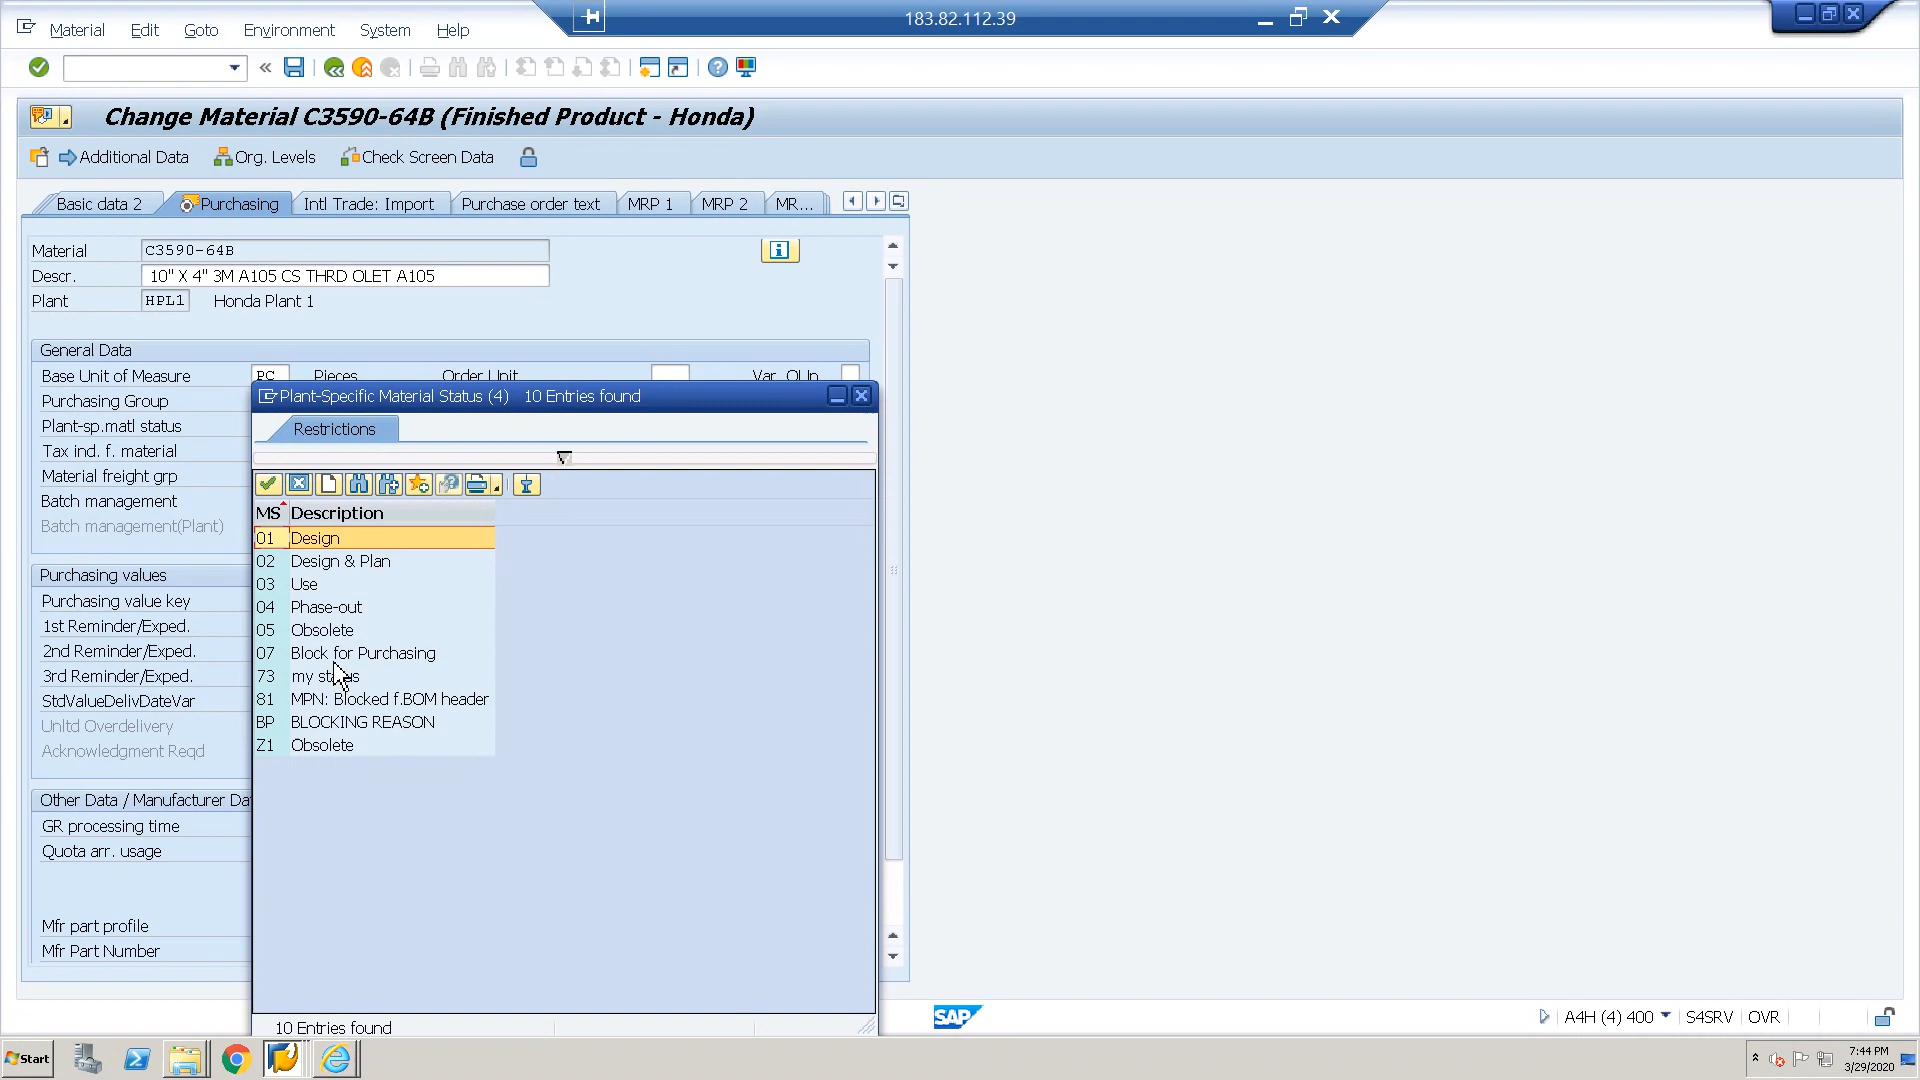 183.82.112.39
Material Edit Goto Environment System Help
Change Material C3590-64B (Finished Product - Honda)
Additional Data Org. Levels Check Screen Data
Basic data 2 Purchasing Intl Trade: Import Purchase order text MRP 1 MRP 2 MR...
Material C3590-64B
Descr. 10" X 4" 3M A105 CS THRD OLET A105
Plant HPL1 Honda Plant 1
General Data
Base Unit of Measure PC Pieces Order Unit Var. OUn
Purchasing Group
Plant-sp.matl status
Tax ind. f. material
Material freight grp
Batch management
Batch management(Plant)
Purchasing values
Purchasing value key
1st Reminder/Exped.
2nd Reminder/Exped.
3rd Reminder/Exped.
StdValueDelivDateVar
Unltd Overdelivery
Acknowledgment Reqd
Other Data / Manufacturer Da
GR processing time
Quota arr. usage
Mfr part profile
Mfr Part Number
Plant-Specific Material Status (4) 10 Entries found
Restrictions
MS Description
01 Design
02 Design & Plan
03 Use
04 Phase-out
05 Obsolete
07 Block for Purchasing
73 my status
81 MPN: Blocked f.BOM header
BP BLOCKING REASON
Z1 Obsolete
10 Entries found
SAP
A4H (4) 400 S4SRV OVR
Start
7:44 PM
3/29/2020